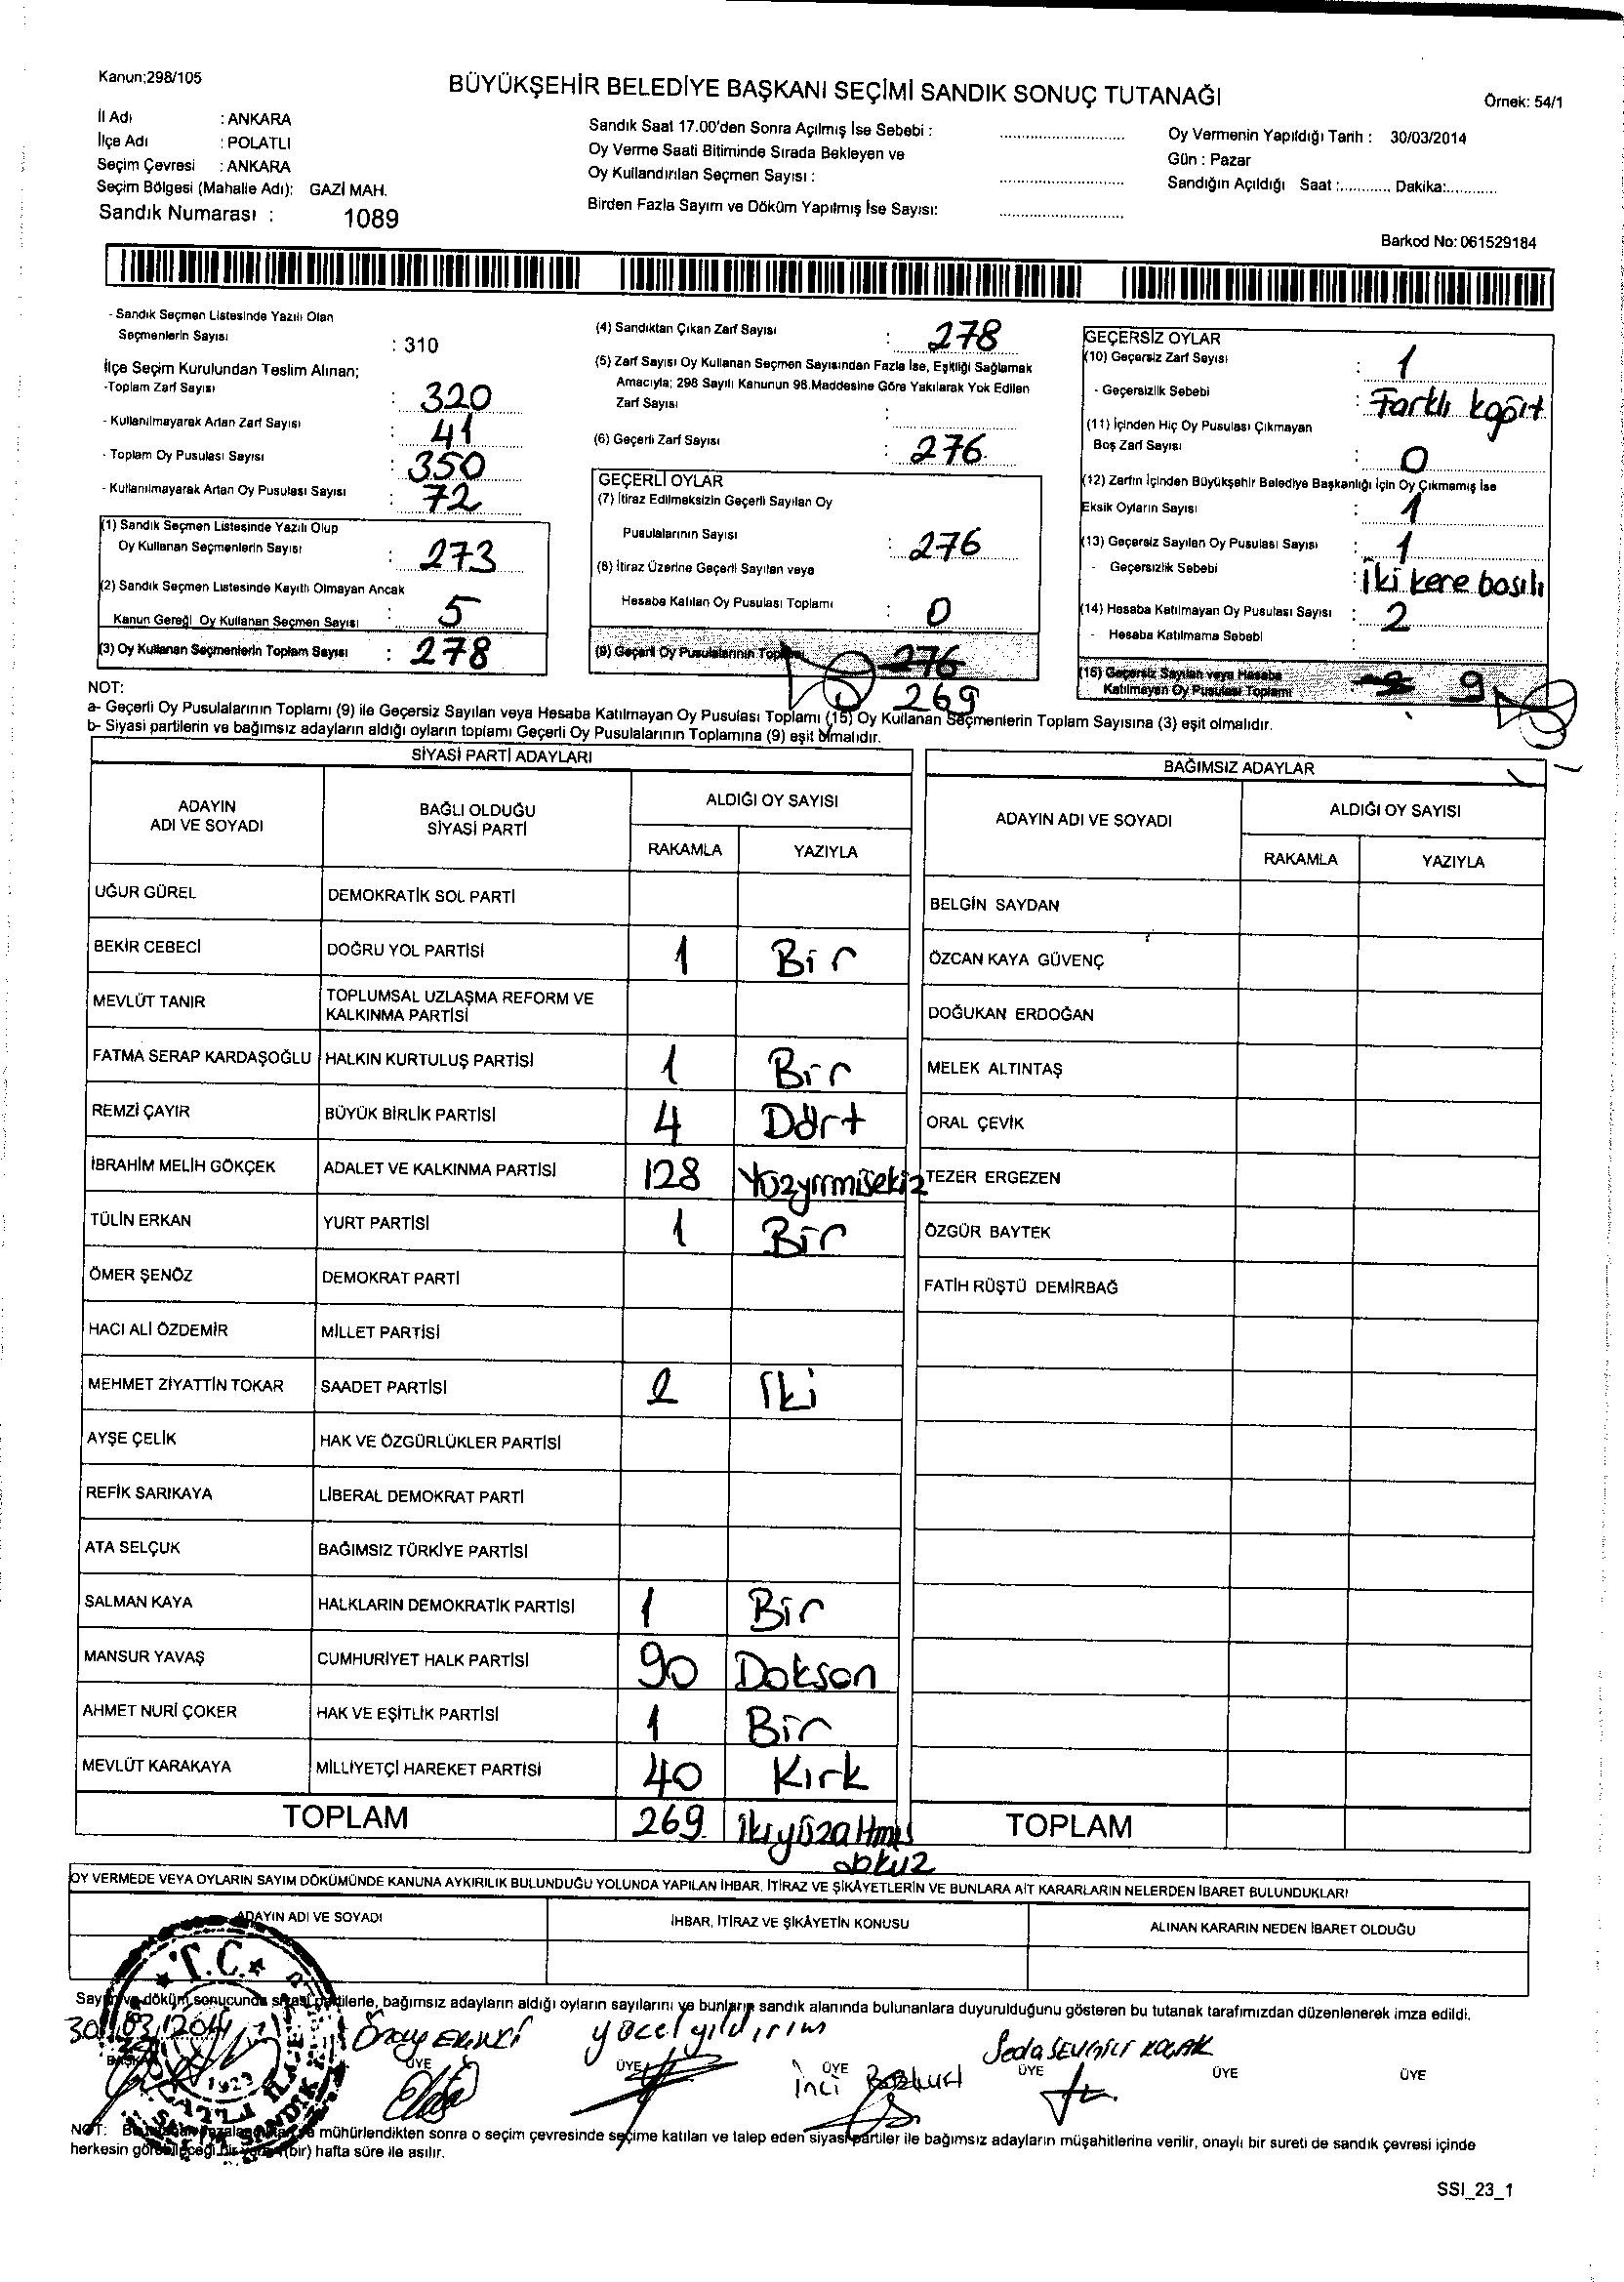 Kanun;298/105
BÜYÜKŞEHİR BELEDİYE BAŞKANI SEÇİMİ SANDIK SONUÇ TUTANAĞI
Örnek: 54/1
İl Adı : ANKARA
İlçe Adı : POLATLI
Seçim Çevresi : ANKARA
Seçim Bölgesi (Mahalle Adı): GAZİ MAH.
Sandık Numarası : 1089
Sandık Saat 17.00'den Sonra Açılmış İse Sebebi :
Oy Verme Saati Bitiminde Sırada Bekleyen ve
Oy Kullandırılan Seçmen Sayısı :
Birden Fazla Sayım ve Döküm Yapılmış İse Sayısı:
Oy Vermenin Yapıldığı Tarih : 30/03/2014
Gün : Pazar
Sandığın Açıldığı Saat :............ Dakika:............
Barkod No: 061529184
- Sandık Seçmen Listesinde Yazılı Olan
Seçmenlerin Sayısı : 310
İlçe Seçim Kurulundan Teslim Alınan;
-Toplam Zarf Sayısı : 320
- Kullanılmayarak Artan Zarf Sayısı : 41
- Toplam Oy Pusulası Sayısı : 350
- Kullanılmayarak Artan Oy Pusulası Sayısı : 72
(1) Sandık Seçmen Listesinde Yazılı Olup
Oy Kullanan Seçmenlerin Sayısı : 273
(2) Sandık Seçmen Listesinde Kayıtlı Olmayan Ancak
Kanun Gereği Oy Kullanan Seçmen Sayısı : 5
(3) Oy Kullanan Seçmenlerin Toplam Sayısı : 278
(4) Sandıktan Çıkan Zarf Sayısı : 278
(5) Zarf Sayısı Oy Kullanan Seçmen Sayısından Fazla İse, Eşitliği Sağlamak
Amacıyla; 298 Sayılı Kanunun 98.Maddesine Göre Yakılarak Yok Edilen
Zarf Sayısı :
(6) Geçerli Zarf Sayısı : 276
GEÇERLİ OYLAR
(7) İtiraz Edilmeksizin Geçerli Sayılan Oy
Pusulalarının Sayısı : 276
(8) İtiraz Üzerine Geçerli Sayılan veya
Hesaba Katılan Oy Pusulası Toplamı : 0
(9) Geçerli Oy Pusulalarının Toplamı 276
269
GEÇERSİZ OYLAR
(10) Geçersiz Zarf Sayısı : 1
- Geçersizlik Sebebi : Farklı kağıt
(11) İçinden Hiç Oy Pusulası Çıkmayan
Boş Zarf Sayısı : 0
(12) Zarfın İçinden Büyükşehir Belediye Başkanlığı İçin Oy Çıkmamış İse
Eksik Oyların Sayısı : 1
(13) Geçersiz Sayılan Oy Pusulası Sayısı : 1
- Geçersizlik Sebebi : İki kere basılı
(14) Hesaba Katılmayan Oy Pusulası Sayısı : 2
- Hesaba Katılmama Sebebi :
(15) Geçersiz Sayılan veya Hesaba
Katılmayan Oy Pusulası Toplamı 9
NOT:
a- Geçerli Oy Pusulalarının Toplamı (9) ile Geçersiz Sayılan veya Hesaba Katılmayan Oy Pusulası Toplamı (15) Oy Kullanan Seçmenlerin Toplam Sayısına (3) eşit olmalıdır.
b- Siyasi partilerin ve bağımsız adayların aldığı oyların toplamı Geçerli Oy Pusulalarının Toplamına (9) eşit olmalıdır.
SİYASİ PARTİ ADAYLARI
ADAYIN ADI VE SOYADI
BAĞLI OLDUĞU SİYASİ PARTİ
ALDIĞI OY SAYISI
RAKAMLA YAZIYLA
UĞUR GÜREL DEMOKRATİK SOL PARTİ
BEKİR CEBECİ DOĞRU YOL PARTİSİ 1 Bir
MEVLÜT TANIR TOPLUMSAL UZLAŞMA REFORM VE
KALKINMA PARTİSİ
FATMA SERAP KARDAŞOĞLU HALKIN KURTULUŞ PARTİSİ 1 Bir
REMZİ ÇAYIR BÜYÜK BİRLİK PARTİSİ 4 Dört
İBRAHİM MELİH GÖKÇEK ADALET VE KALKINMA PARTİSİ 128 Yüzyirmisekiz
TÜLİN ERKAN YURT PARTİSİ 1 Bir
ÖMER ŞENÖZ DEMOKRAT PARTİ
HACI ALİ ÖZDEMİR MİLLET PARTİSİ
MEHMET ZİYATTİN TOKAR SAADET PARTİSİ 2 İki
AYŞE ÇELİK HAK VE ÖZGÜRLÜKLER PARTİSİ
REFİK SARIKAYA LİBERAL DEMOKRAT PARTİ
ATA SELÇUK BAĞIMSIZ TÜRKİYE PARTİSİ
SALMAN KAYA HALKLARIN DEMOKRATİK PARTİSİ 1 Bir
MANSUR YAVAŞ CUMHURİYET HALK PARTİSİ 90 Doksan
AHMET NURİ ÇOKER HAK VE EŞİTLİK PARTİSİ 1 Bir
MEVLÜT KARAKAYA MİLLİYETÇİ HAREKET PARTİSİ 40 Kırk
TOPLAM 269 ikiyüzaltmış
dokuz
BAĞIMSIZ ADAYLAR
ADAYIN ADI VE SOYADI
ALDIĞI OY SAYISI
RAKAMLA YAZIYLA
BELGİN SAYDAN
ÖZCAN KAYA GÜVENÇ
DOĞUKAN ERDOĞAN
MELEK ALTINTAŞ
ORAL ÇEVİK
TEZER ERGEZEN
ÖZGÜR BAYTEK
FATİH RÜŞTÜ DEMİRBAĞ
TOPLAM
OY VERMEDE VEYA OYLARIN SAYIM DÖKÜMÜNDE KANUNA AYKIRILIK BULUNDUĞU YOLUNDA YAPILAN İHBAR, İTİRAZ VE ŞİKÂYETLERİN VE BUNLARA AİT KARARLARIN NELERDEN İBARET BULUNDUKLARI
ADAYIN ADI VE SOYADI
İHBAR, İTİRAZ VE ŞİKÂYETİN KONUSU
ALINAN KARARIN NEDEN İBARET OLDUĞU
T.C.
1923
Sayım ve döküm sonucunda siyasi partilerle, bağımsız adayların aldığı oyların sayılarını ve bunların sandık alanında bulunanlara duyurulduğunu gösteren bu tutanak tarafımızdan düzenlenerek imza edildi.
30/03/2014
Önay Ekinci
yücel yıldırım
İnci Bozkurt
Seda SEVGİLİ KOÇAK
ÜYE ÜYE ÜYE ÜYE ÜYE ÜYE
NOT: mühürlendikten sonra o seçim çevresinde seçime katılan ve talep eden siyasi partiler ile bağımsız adayların müşahitlerine verilir, onaylı bir sureti de sandık çevresi içinde
herkesin görebileceği bir yere (bir) hafta süre ile asılır.
SSI_23_1